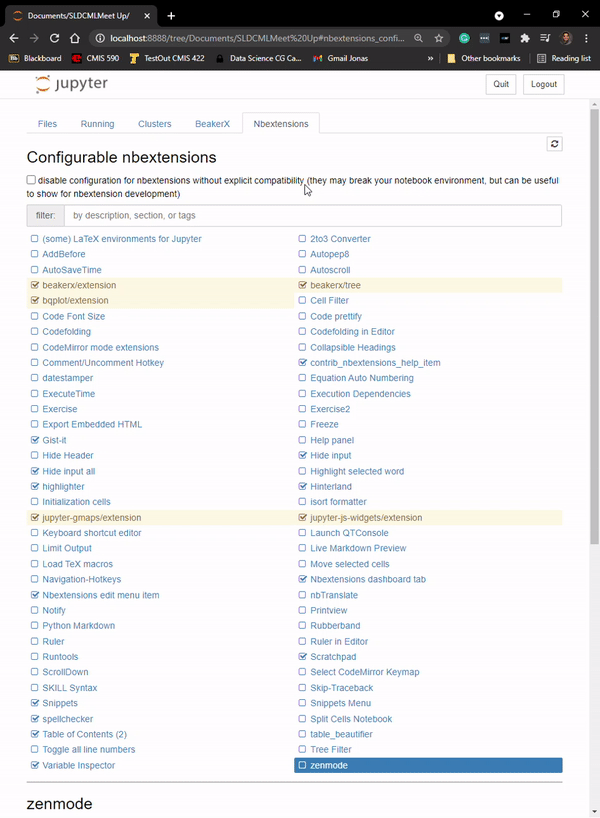 Documents/SLDCMLMeet Up/
localhost:8888/tree/Documents/SLDCMLMeet%20Up#nbextensions_confi...
Blackboard CMIS 590 TestOut CMIS 422 Data Science CG Ca... Gmail Jonas » Other bookmarks Reading list
jupyter Quit Logout
Files Running Clusters BeakerX Nbextensions
Configurable nbextensions
disable configuration for nbextensions without explicit compatibility (they may break your notebook environment, but can be useful
to show for nbextension development)
filter: by description, section, or tags
(some) LaTeX environments for Jupyter 2to3 Converter
AddBefore Autopep8
AutoSaveTime Autoscroll
beakerx/extension beakerx/tree
bqplot/extension Cell Filter
Code Font Size Code prettify
Codefolding Codefolding in Editor
CodeMirror mode extensions Collapsible Headings
Comment/Uncomment Hotkey contrib_nbextensions_help_item
datestamper Equation Auto Numbering
ExecuteTime Execution Dependencies
Exercise Exercise2
Export Embedded HTML Freeze
Gist-it Help panel
Hide Header Hide input
Hide input all Highlight selected word
highlighter Hinterland
Initialization cells isort formatter
jupyter-gmaps/extension jupyter-js-widgets/extension
Keyboard shortcut editor Launch QTConsole
Limit Output Live Markdown Preview
Load TeX macros Move selected cells
Navigation-Hotkeys Nbextensions dashboard tab
Nbextensions edit menu item nbTranslate
Notify Printview
Python Markdown Rubberband
Ruler Ruler in Editor
Runtools Scratchpad
ScrollDown Select CodeMirror Keymap
SKILL Syntax Skip-Traceback
Snippets Snippets Menu
spellchecker Split Cells Notebook
Table of Contents (2) table_beautifier
Toggle all line numbers Tree Filter
Variable Inspector zenmode
zenmode